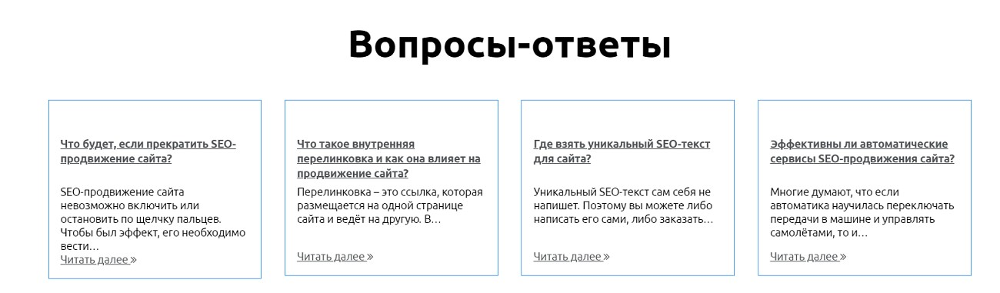 Вопросы-ответы
Что будет, если прекратить SEO-
продвижение сайта?
SEO-продвижение сайта
невозможно включить или
остановить по щелчку пальцев.
Чтобы был эффект, его необходимо
вести…
Читать далее »
Что такое внутренняя
перелинковка и как она влияет на
продвижение сайта?
Перелинковка – это ссылка, которая
размещается на одной странице
сайта и ведёт на другую. В…
Читать далее »
Где взять уникальный SEO-текст
для сайта?
Уникальный SEO-текст сам себя не
напишет. Поэтому вы можете либо
написать его сами, либо заказать…
Читать далее »
Эффективны ли автоматические
сервисы SEO-продвижения сайта?
Многие думают, что если
автоматика научилась переключать
передачи в машине и управлять
самолётами, то и…
Читать далее »